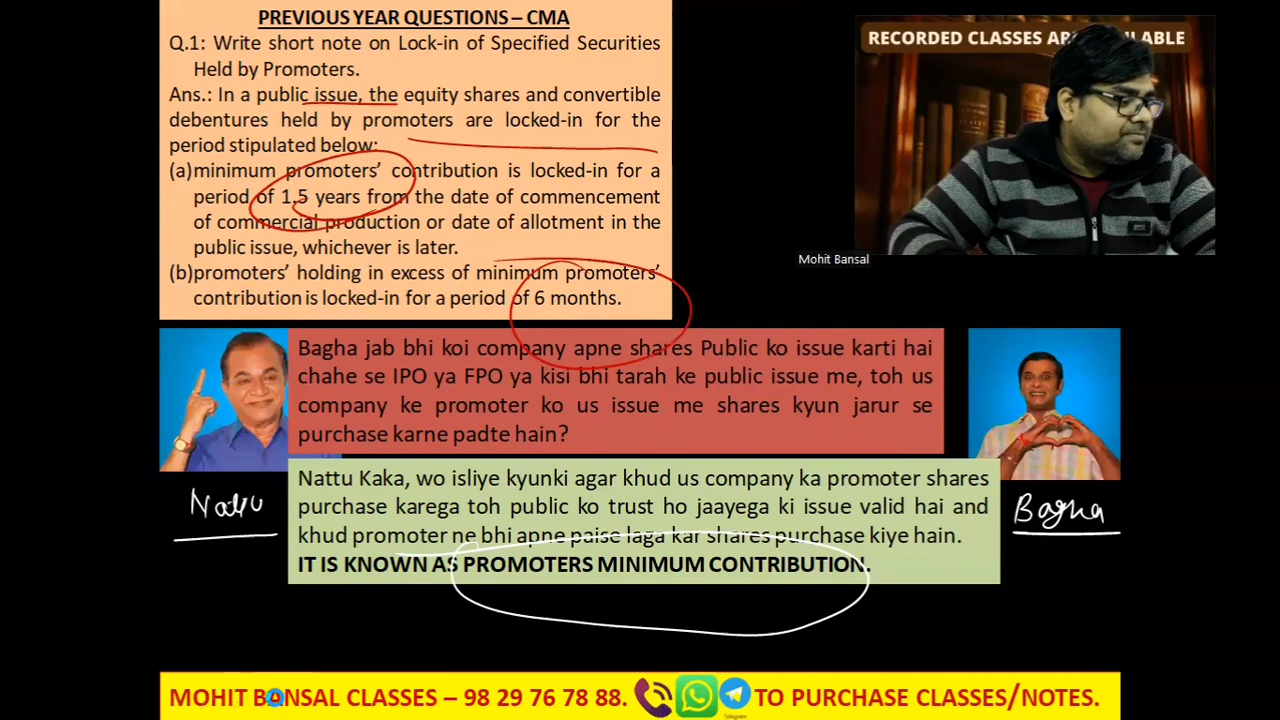 PREVIOUS YEAR QUESTIONS – CMA
Q.1: Write short note on Lock-in of Specified Securities
Held by Promoters.
Ans.: In a public issue, the equity shares and convertible
debentures held by promoters are locked-in for the
period stipulated below:
(a)minimum promoters’ contribution is locked-in for a
period of 1.5 years from the date of commencement
of commercial production or date of allotment in the
public issue, whichever is later.
(b)promoters’ holding in excess of minimum promoters’
contribution is locked-in for a period of 6 months.
RECORDED CLASSES AR AILABLE
Mohit Bansal
Bagha jab bhi koi company apne shares Public ko issue karti hai
chahe se IPO ya FPO ya kisi bhi tarah ke public issue me, toh us
company ke promoter ko us issue me shares kyun jarur se
purchase karne padte hain?
Nattu Kaka, wo isliye kyunki agar khud us company ka promoter shares
purchase karega toh public ko trust ho jaayega ki issue valid hai and
khud promoter ne bhi apne paise laga kar shares purchase kiye hain.
IT IS KNOWN AS PROMOTERS MINIMUM CONTRIBUTION.
Nattu
Bagha
MOHIT BANSAL CLASSES – 98 29 76 78 88. TO PURCHASE CLASSES/NOTES.
Telegram